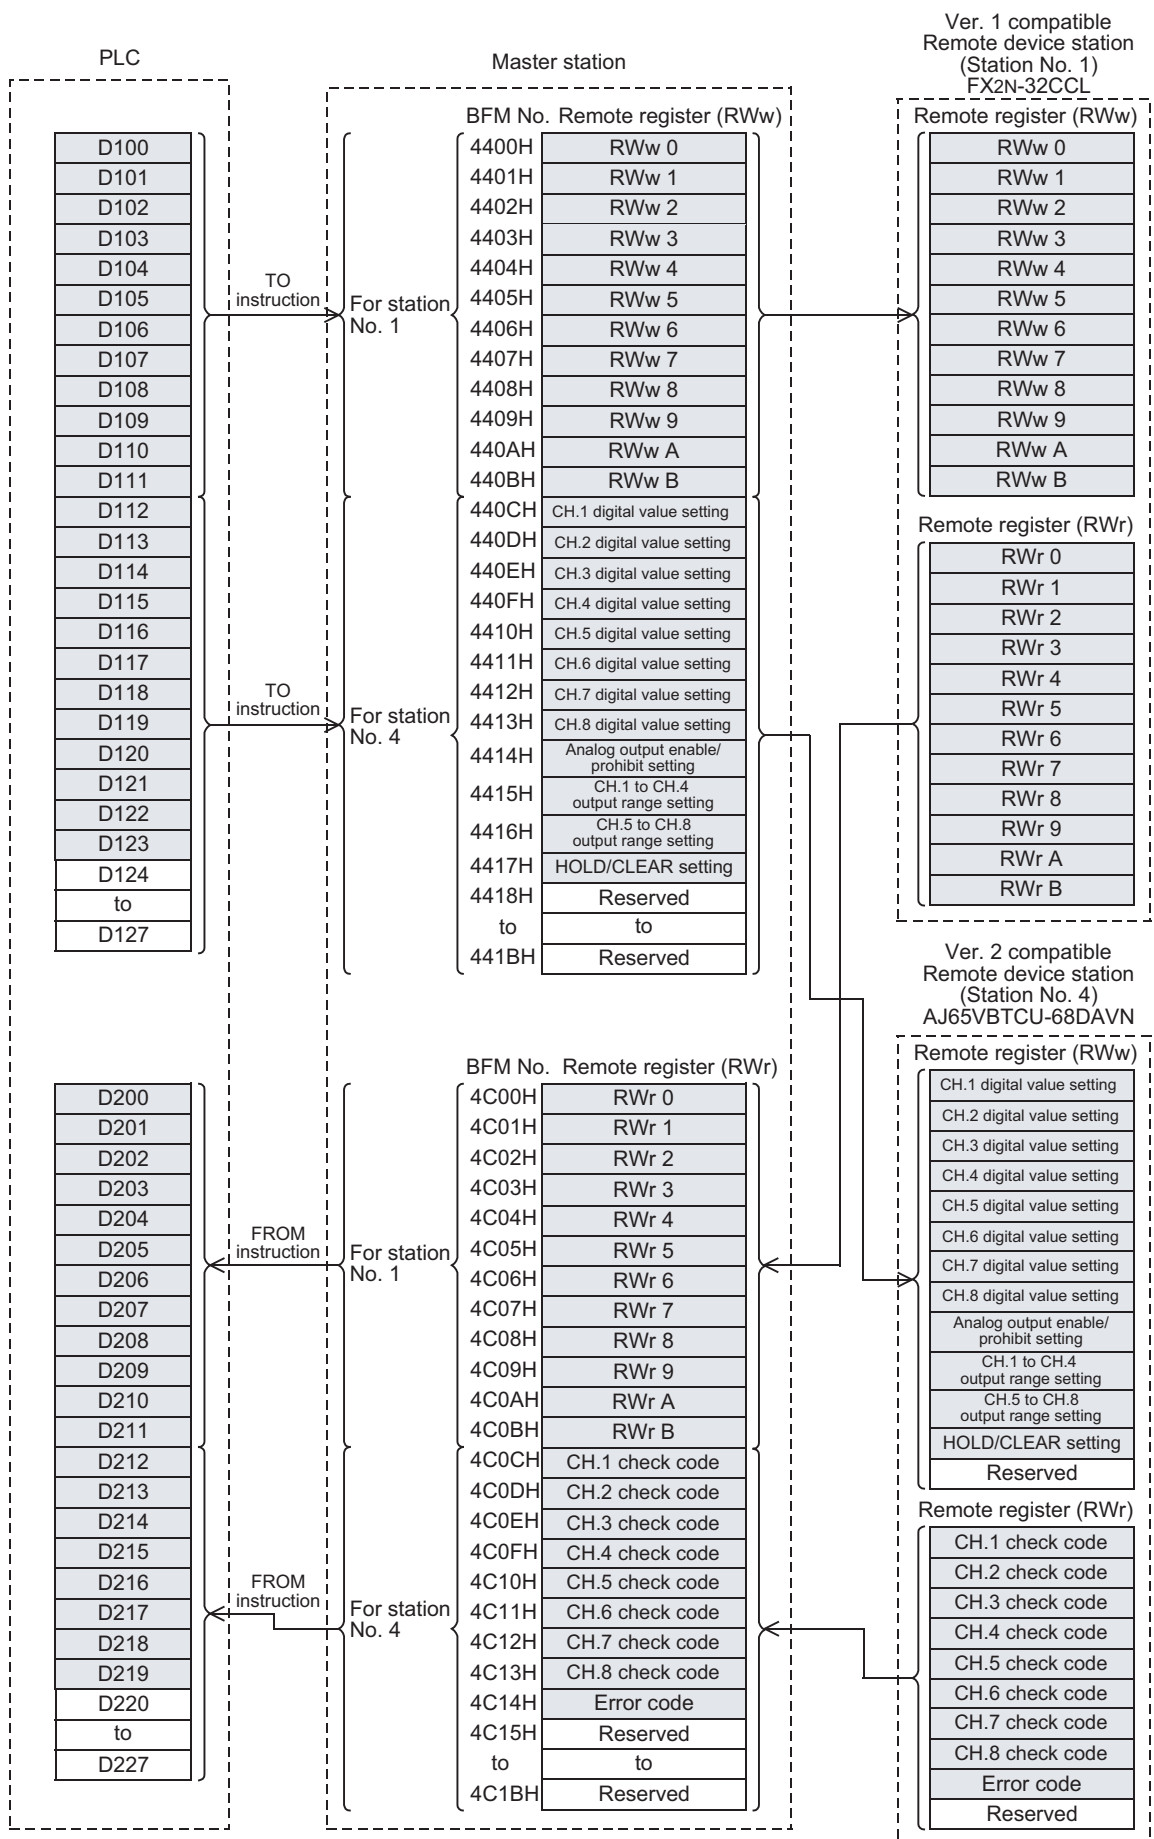 PLC
Master station
Ver. 1 compatible
Remote device station
(Station No. 1)
FX2N-32CCL
D100
D101
D102
D103
D104
D105
D106
D107
D108
D109
D110
D111
D112
D113
D114
D115
D116
D117
D118
D119
D120
D121
D122
D123
D124
to
D127
TO
instruction
TO
instruction
For station
No. 1
For station
No. 4
BFM No. Remote register (RWw)
4400H RWw 0
4401H RWw 1
4402H RWw 2
4403H RWw 3
4404H RWw 4
4405H RWw 5
4406H RWw 6
4407H RWw 7
4408H RWw 8
4409H RWw 9
440AH RWw A
440BH RWw B
440CH CH.1 digital value setting
440DH CH.2 digital value setting
440EH CH.3 digital value setting
440FH CH.4 digital value setting
4410H CH.5 digital value setting
4411H CH.6 digital value setting
4412H CH.7 digital value setting
4413H CH.8 digital value setting
4414H Analog output enable/
prohibit setting
4415H CH.1 to CH.4
output range setting
4416H CH.5 to CH.8
output range setting
4417H HOLD/CLEAR setting
4418H Reserved
to to
441BH Reserved
Remote register (RWw)
RWw 0
RWw 1
RWw 2
RWw 3
RWw 4
RWw 5
RWw 6
RWw 7
RWw 8
RWw 9
RWw A
RWw B
Remote register (RWr)
RWr 0
RWr 1
RWr 2
RWr 3
RWr 4
RWr 5
RWr 6
RWr 7
RWr 8
RWr 9
RWr A
RWr B
D200
D201
D202
D203
D204
D205
D206
D207
D208
D209
D210
D211
D212
D213
D214
D215
D216
D217
D218
D219
D220
to
D227
FROM
instruction
FROM
instruction
For station
No. 1
For station
No. 4
BFM No. Remote register (RWr)
4C00H RWr 0
4C01H RWr 1
4C02H RWr 2
4C03H RWr 3
4C04H RWr 4
4C05H RWr 5
4C06H RWr 6
4C07H RWr 7
4C08H RWr 8
4C09H RWr 9
4C0AH RWr A
4C0BH RWr B
4C0CH CH.1 check code
4C0DH CH.2 check code
4C0EH CH.3 check code
4C0FH CH.4 check code
4C10H CH.5 check code
4C11H CH.6 check code
4C12H CH.7 check code
4C13H CH.8 check code
4C14H Error code
4C15H Reserved
to to
4C1BH Reserved
Ver. 2 compatible
Remote device station
(Station No. 4)
AJ65VBTCU-68DAVN
Remote register (RWw)
CH.1 digital value setting
CH.2 digital value setting
CH.3 digital value setting
CH.4 digital value setting
CH.5 digital value setting
CH.6 digital value setting
CH.7 digital value setting
CH.8 digital value setting
Analog output enable/
prohibit setting
CH.1 to CH.4
output range setting
CH.5 to CH.8
output range setting
HOLD/CLEAR setting
Reserved
Remote register (RWr)
CH.1 check code
CH.2 check code
CH.3 check code
CH.4 check code
CH.5 check code
CH.6 check code
CH.7 check code
CH.8 check code
Error code
Reserved